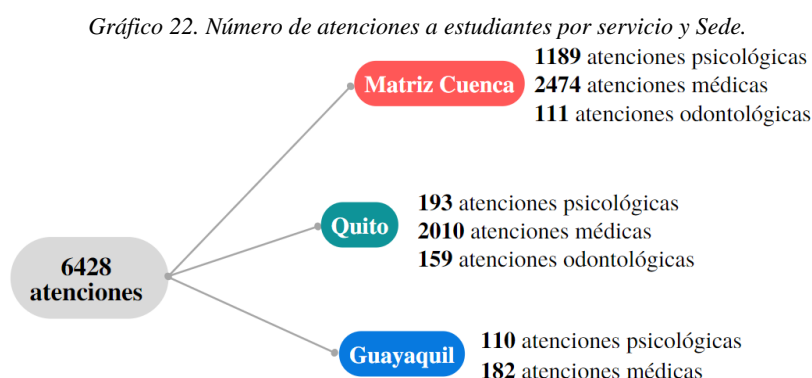 Gráfico 22. Número de atenciones a estudiantes por servicio y Sede.
Matriz Cuenca
1189 atenciones psicológicas
2474 atenciones médicas
111 atenciones odontológicas
Quito
193 atenciones psicológicas
2010 atenciones médicas
159 atenciones odontológicas
6428
atenciones
Guayaquil
110 atenciones psicológicas
182 atenciones médicas